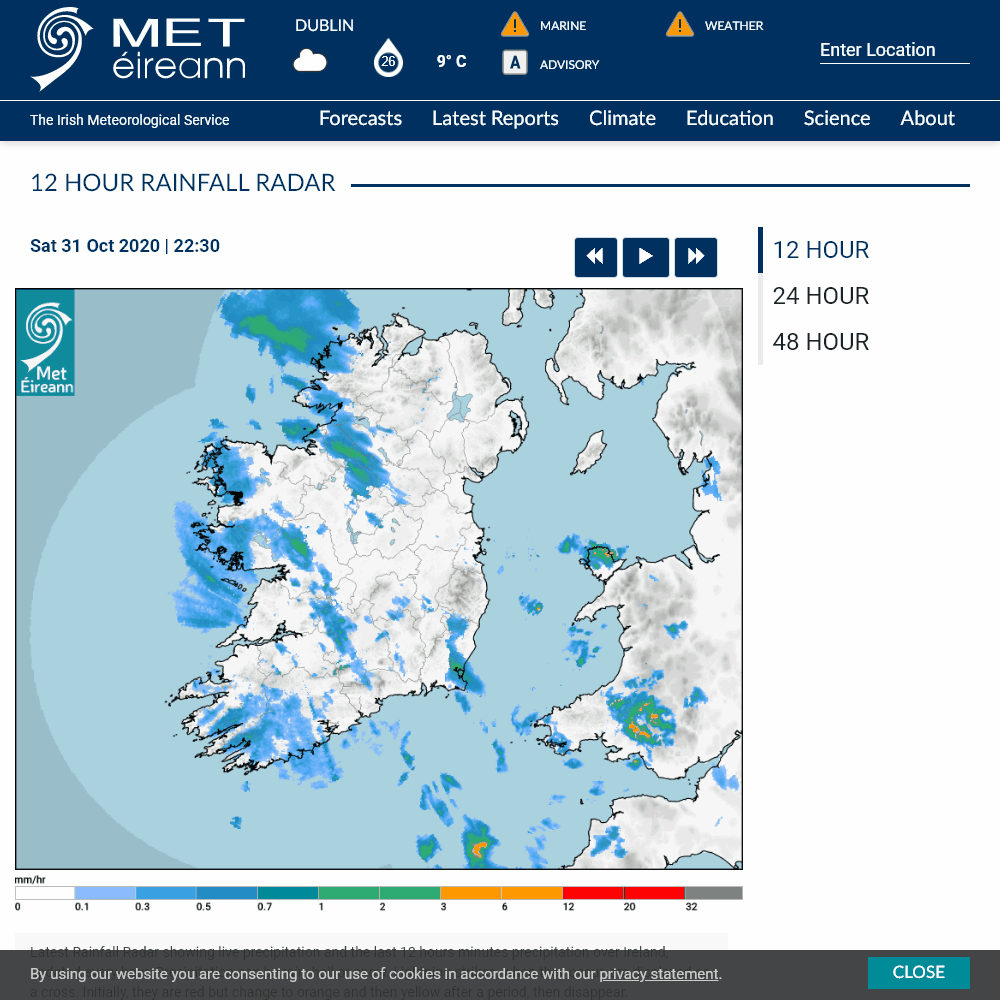 MET
éireann
DUBLIN
26
9° C
MARINE
A
ADVISORY
WEATHER
Enter Location
The Irish Meteorological Service
Forecasts
Latest Reports
Climate
Education
Science
About
12 HOUR RAINFALL RADAR
Sat 31 Oct 2020 | 22:30
12 HOUR
24 HOUR
48 HOUR
Met
Éireann
mm/hr
0 0.1 0.3 0.5 0.7 1 2 3 6 12 20 32
Latest Rainfall Radar showing live precipitation and the last 12 hours minutes precipitation over Ireland,
By using our website you are consenting to our use of cookies in accordance with our privacy statement.
CLOSE
a cross. Initially, they are red but change to orange and then yellow after a period, then disappear.